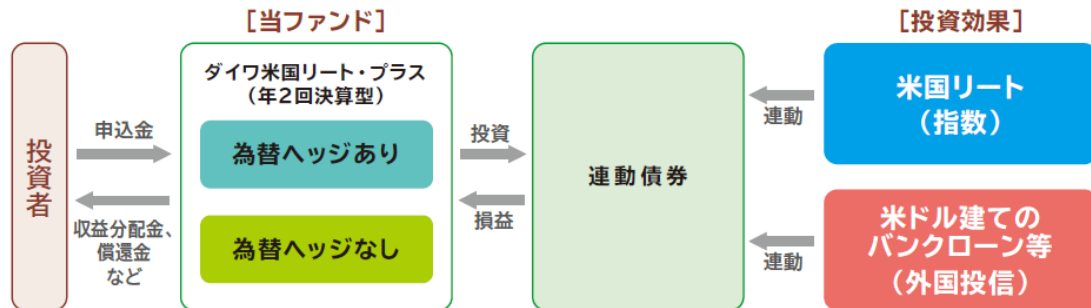 [当ファンド]
[投資効果]
投資者
申込金
収益分配金、
償還金
など
ダイワ米国リート・プラス
（年2回決算型）
為替ヘッジあり
為替ヘッジなし
投資
損益
連動債券
連動
連動
米国リート
（指数）
米ドル建ての
バンクローン等
（外国投信）